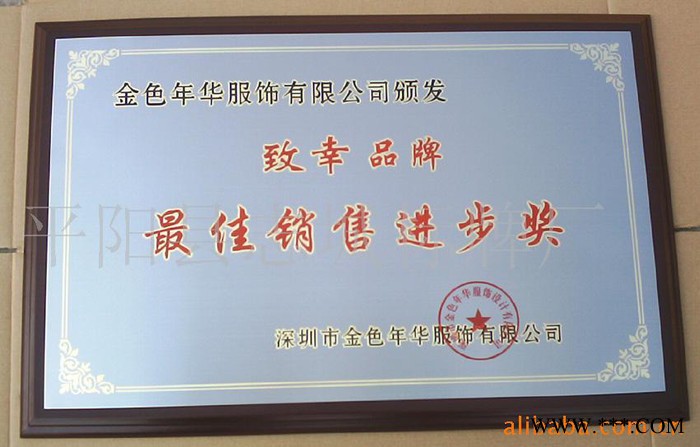 金色年华服饰有限公司颁发
致幸品牌
最佳销售进步奖
深圳市金色年华服饰有限公司